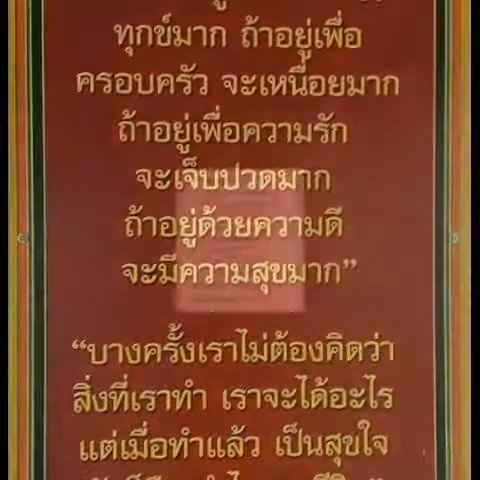 ทุกข์มาก ถ้าอยู่เพื่อ
ครอบครัว จะเหนื่อยมาก
ถ้าอยู่เพื่อความรัก
จะเจ็บปวดมาก
ถ้าอยู่ด้วยความดี
จะมีความสุขมาก”
“บางครั้งเราไม่ต้องคิดว่า
สิ่งที่เราทำ เราจะได้อะไร
แต่เมื่อทำแล้ว เป็นสุขใจ